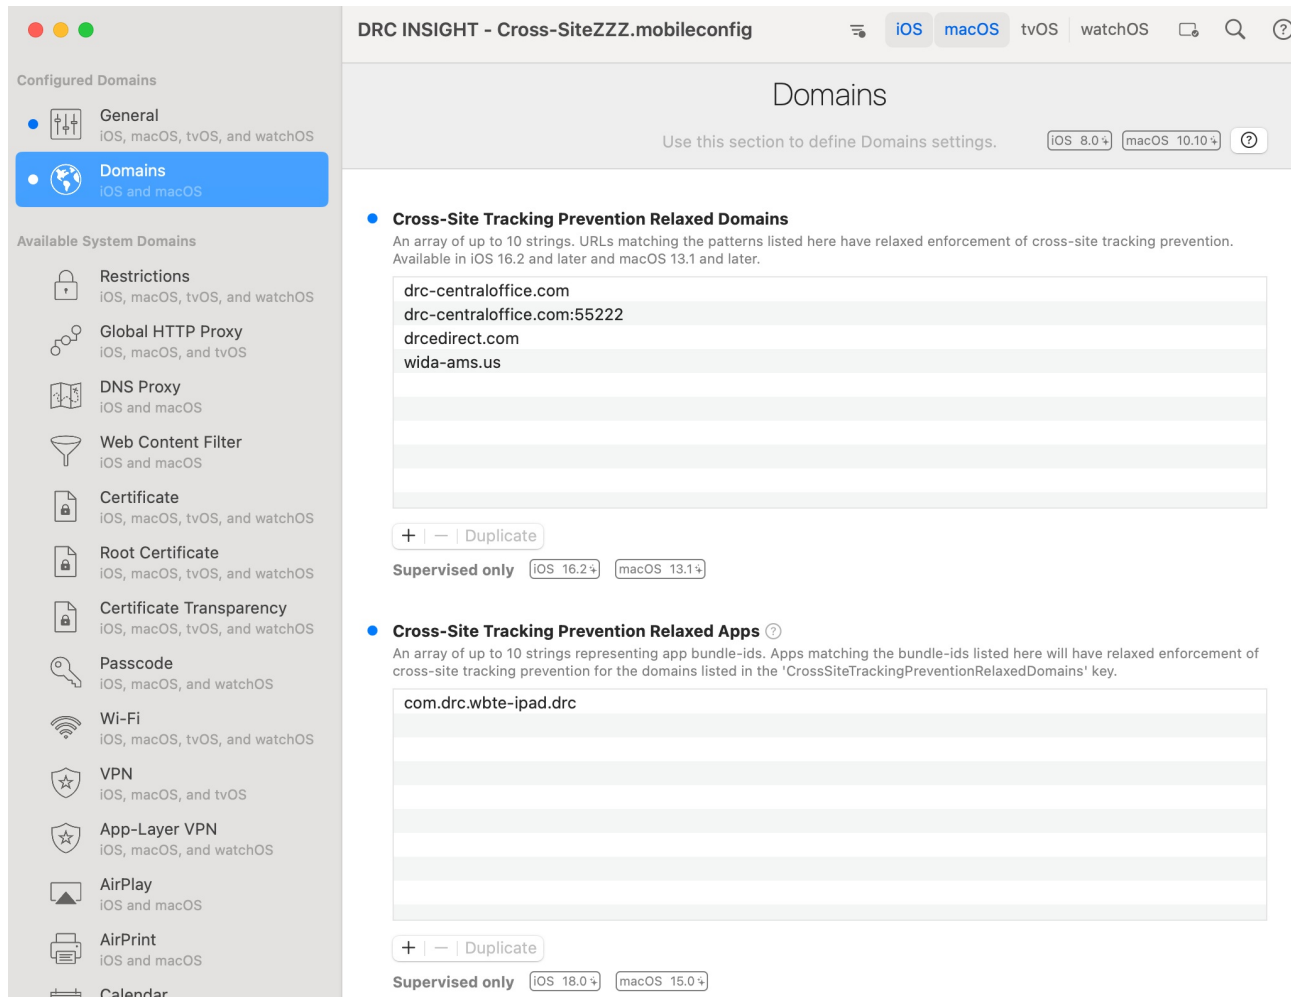 DRC INSIGHT - Cross-SiteZZZ.mobileconfig
iOS
macOS
tvOS
watchOS
Configured Domains
General
iOS, macOS, tvOS, and watchOS
Domains
iOS and macOS
Available System Domains
Restrictions
iOS, macOS, tvOS, and watchOS
Global HTTP Proxy
iOS, macOS, and tvOS
DNS Proxy
iOS and macOS
Web Content Filter
iOS and macOS
Certificate
iOS, macOS, tvOS, and watchOS
Root Certificate
iOS, macOS, tvOS, and watchOS
Certificate Transparency
iOS, macOS, tvOS, and watchOS
Passcode
iOS, macOS, and watchOS
Wi-Fi
iOS, macOS, tvOS, and watchOS
VPN
iOS, macOS, and tvOS
App-Layer VPN
iOS, macOS, and watchOS
AirPlay
iOS and macOS
AirPrint
iOS and macOS
Calendar
Domains
Use this section to define Domains settings.
iOS 8.0+
macOS 10.10+
Cross-Site Tracking Prevention Relaxed Domains
An array of up to 10 strings. URLs matching the patterns listed here have relaxed enforcement of cross-site tracking prevention.
Available in iOS 16.2 and later and macOS 13.1 and later.
drc-centraloffice.com
drc-centraloffice.com:55222
drcedirect.com
wida-ams.us
+ − Duplicate
Supervised only iOS 16.2+ macOS 13.1+
Cross-Site Tracking Prevention Relaxed Apps ?
An array of up to 10 strings representing app bundle-ids. Apps matching the bundle-ids listed here will have relaxed enforcement of
cross-site tracking prevention for the domains listed in the 'CrossSiteTrackingPreventionRelaxedDomains' key.
com.drc.wbte-ipad.drc
+ − Duplicate
Supervised only iOS 18.0+ macOS 15.0+